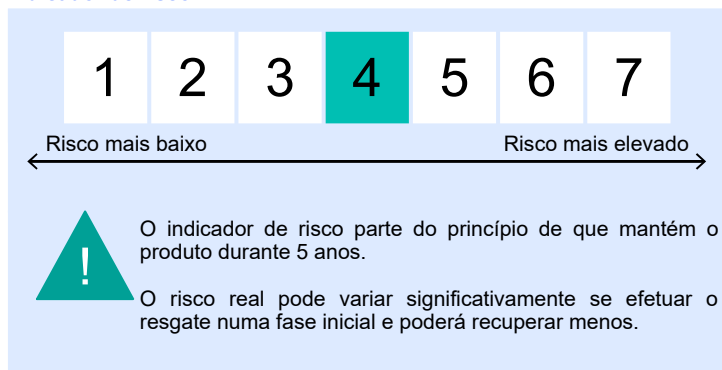 1 2 3 4 5 6 7
Risco mais baixo Risco mais elevado
O indicador de risco parte do princípio de que mantém o
produto durante 5 anos.
!
O risco real pode variar significativamente se efetuar o
resgate numa fase inicial e poderá recuperar menos.